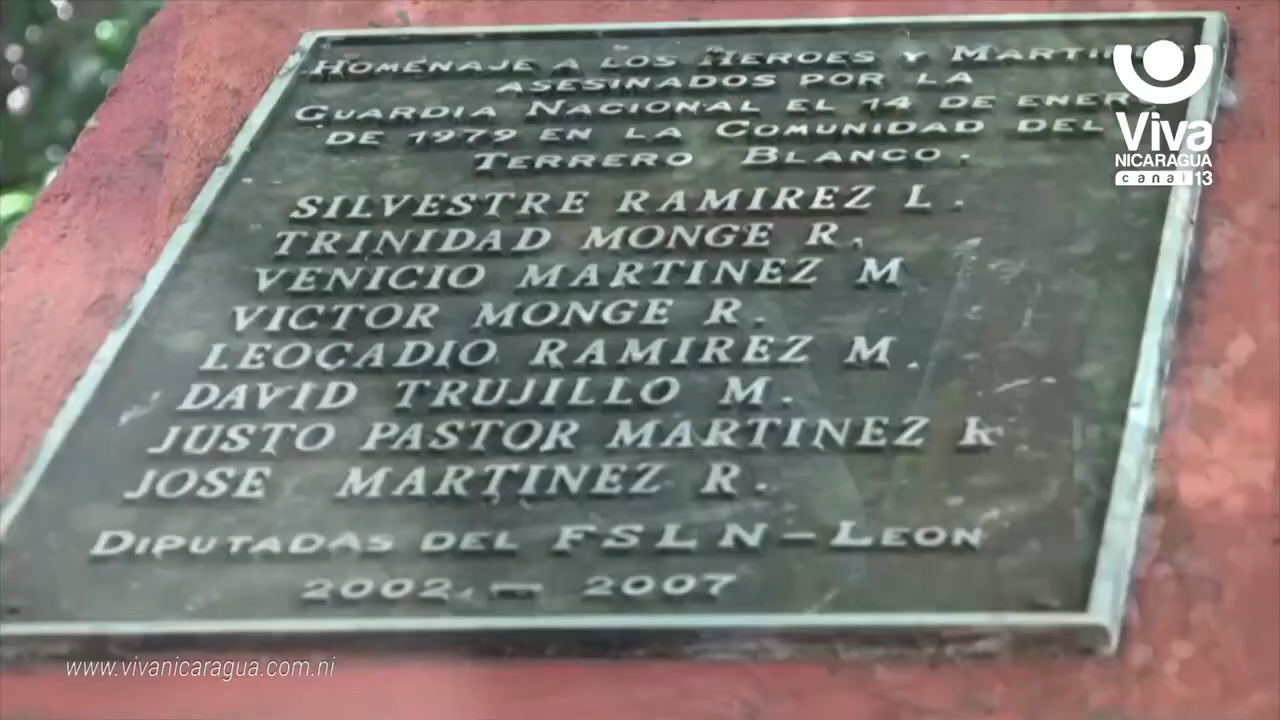 HOMENAJE A LOS HEROES Y
ASESINADOS POR LA
GUARDIA NACIONAL EL 14 DE ENERO
DE 1979 EN LA COMUNIDAD DEL
TERRERO BLANCO.
SILVESTRE RAMIREZ L.
TRINIDAD MONGE R.
VENICIO MARTINEZ M
VICTOR MONGE R.
LEOCADIO RAMIREZ M.
DAVID TRUJILLO M.
JUSTO PASTOR MARTINEZ
JOSE MARTINEZ R.
DIPUTADAS DEL FSLN-LEON
2002. - 2007
Viva
NICARAGUA
canal 13
www.vivanicaragua.com.ni